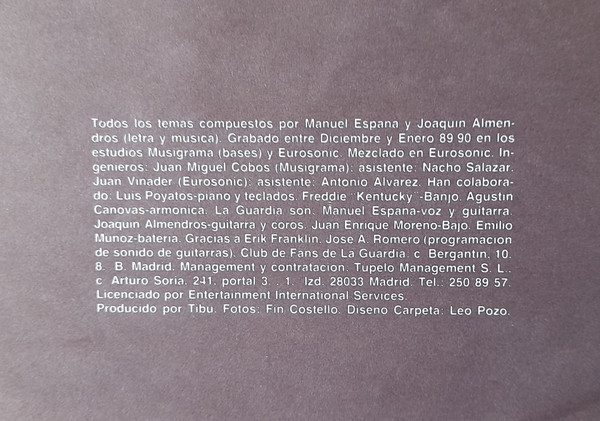 Todos los temas compuestos por Manuel Espana y Joaquin Almen-
dros (letra y musica). Grabado entre Diciembre y Enero 89 90 en los
estudios Musigrama (bases) y Eurosonic. Mezclado en Eurosonic. In-
genieros: Juan Miguel Cobos (Musigrama); asistente: Nacho Salazar.
Juan Vinader (Eurosonic); asistente: Antonio Alvarez. Han colabora-
do: Luis Poyatos-piano y teclados. Freddie "Kentucky"-Banjo. Agustin
Canovas-armonica. La Guardia son. Manuel Espana-voz y guitarra.
Joaquin Almendros-guitarra y coros. Juan Enrique Moreno-Bajo. Emilio
Munoz-bateria. Gracias a Erik Franklin. Jose A. Romero (programacion
de sonido de guitarras). Club de Fans de La Guardia: c Bergantin, 10.
8. B. Madrid. Management y contratacion: Tupelo Management S. L..
c Arturo Soria, 241, portal 3. . 1. Izd. 28033 Madrid. Tel.: 250 89 57.
Licenciado por Entertainment International Services.
Producido por Tibu. Fotos: Fin Costello. Diseno Carpeta: Leo Pozo.